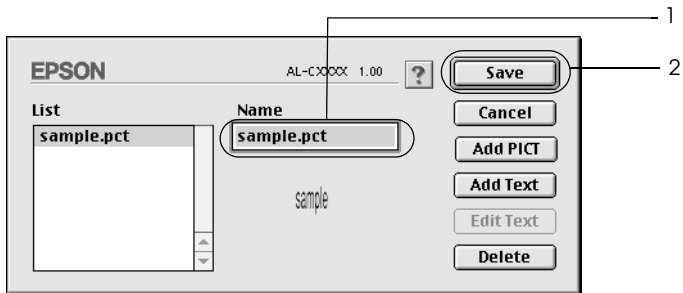 1
EPSON
AL-CXXXX 1.00
?
Save
2
List
Name
Cancel
sample.pct
sample.pct
Add PICT
sample
Add Text
Edit Text
Delete